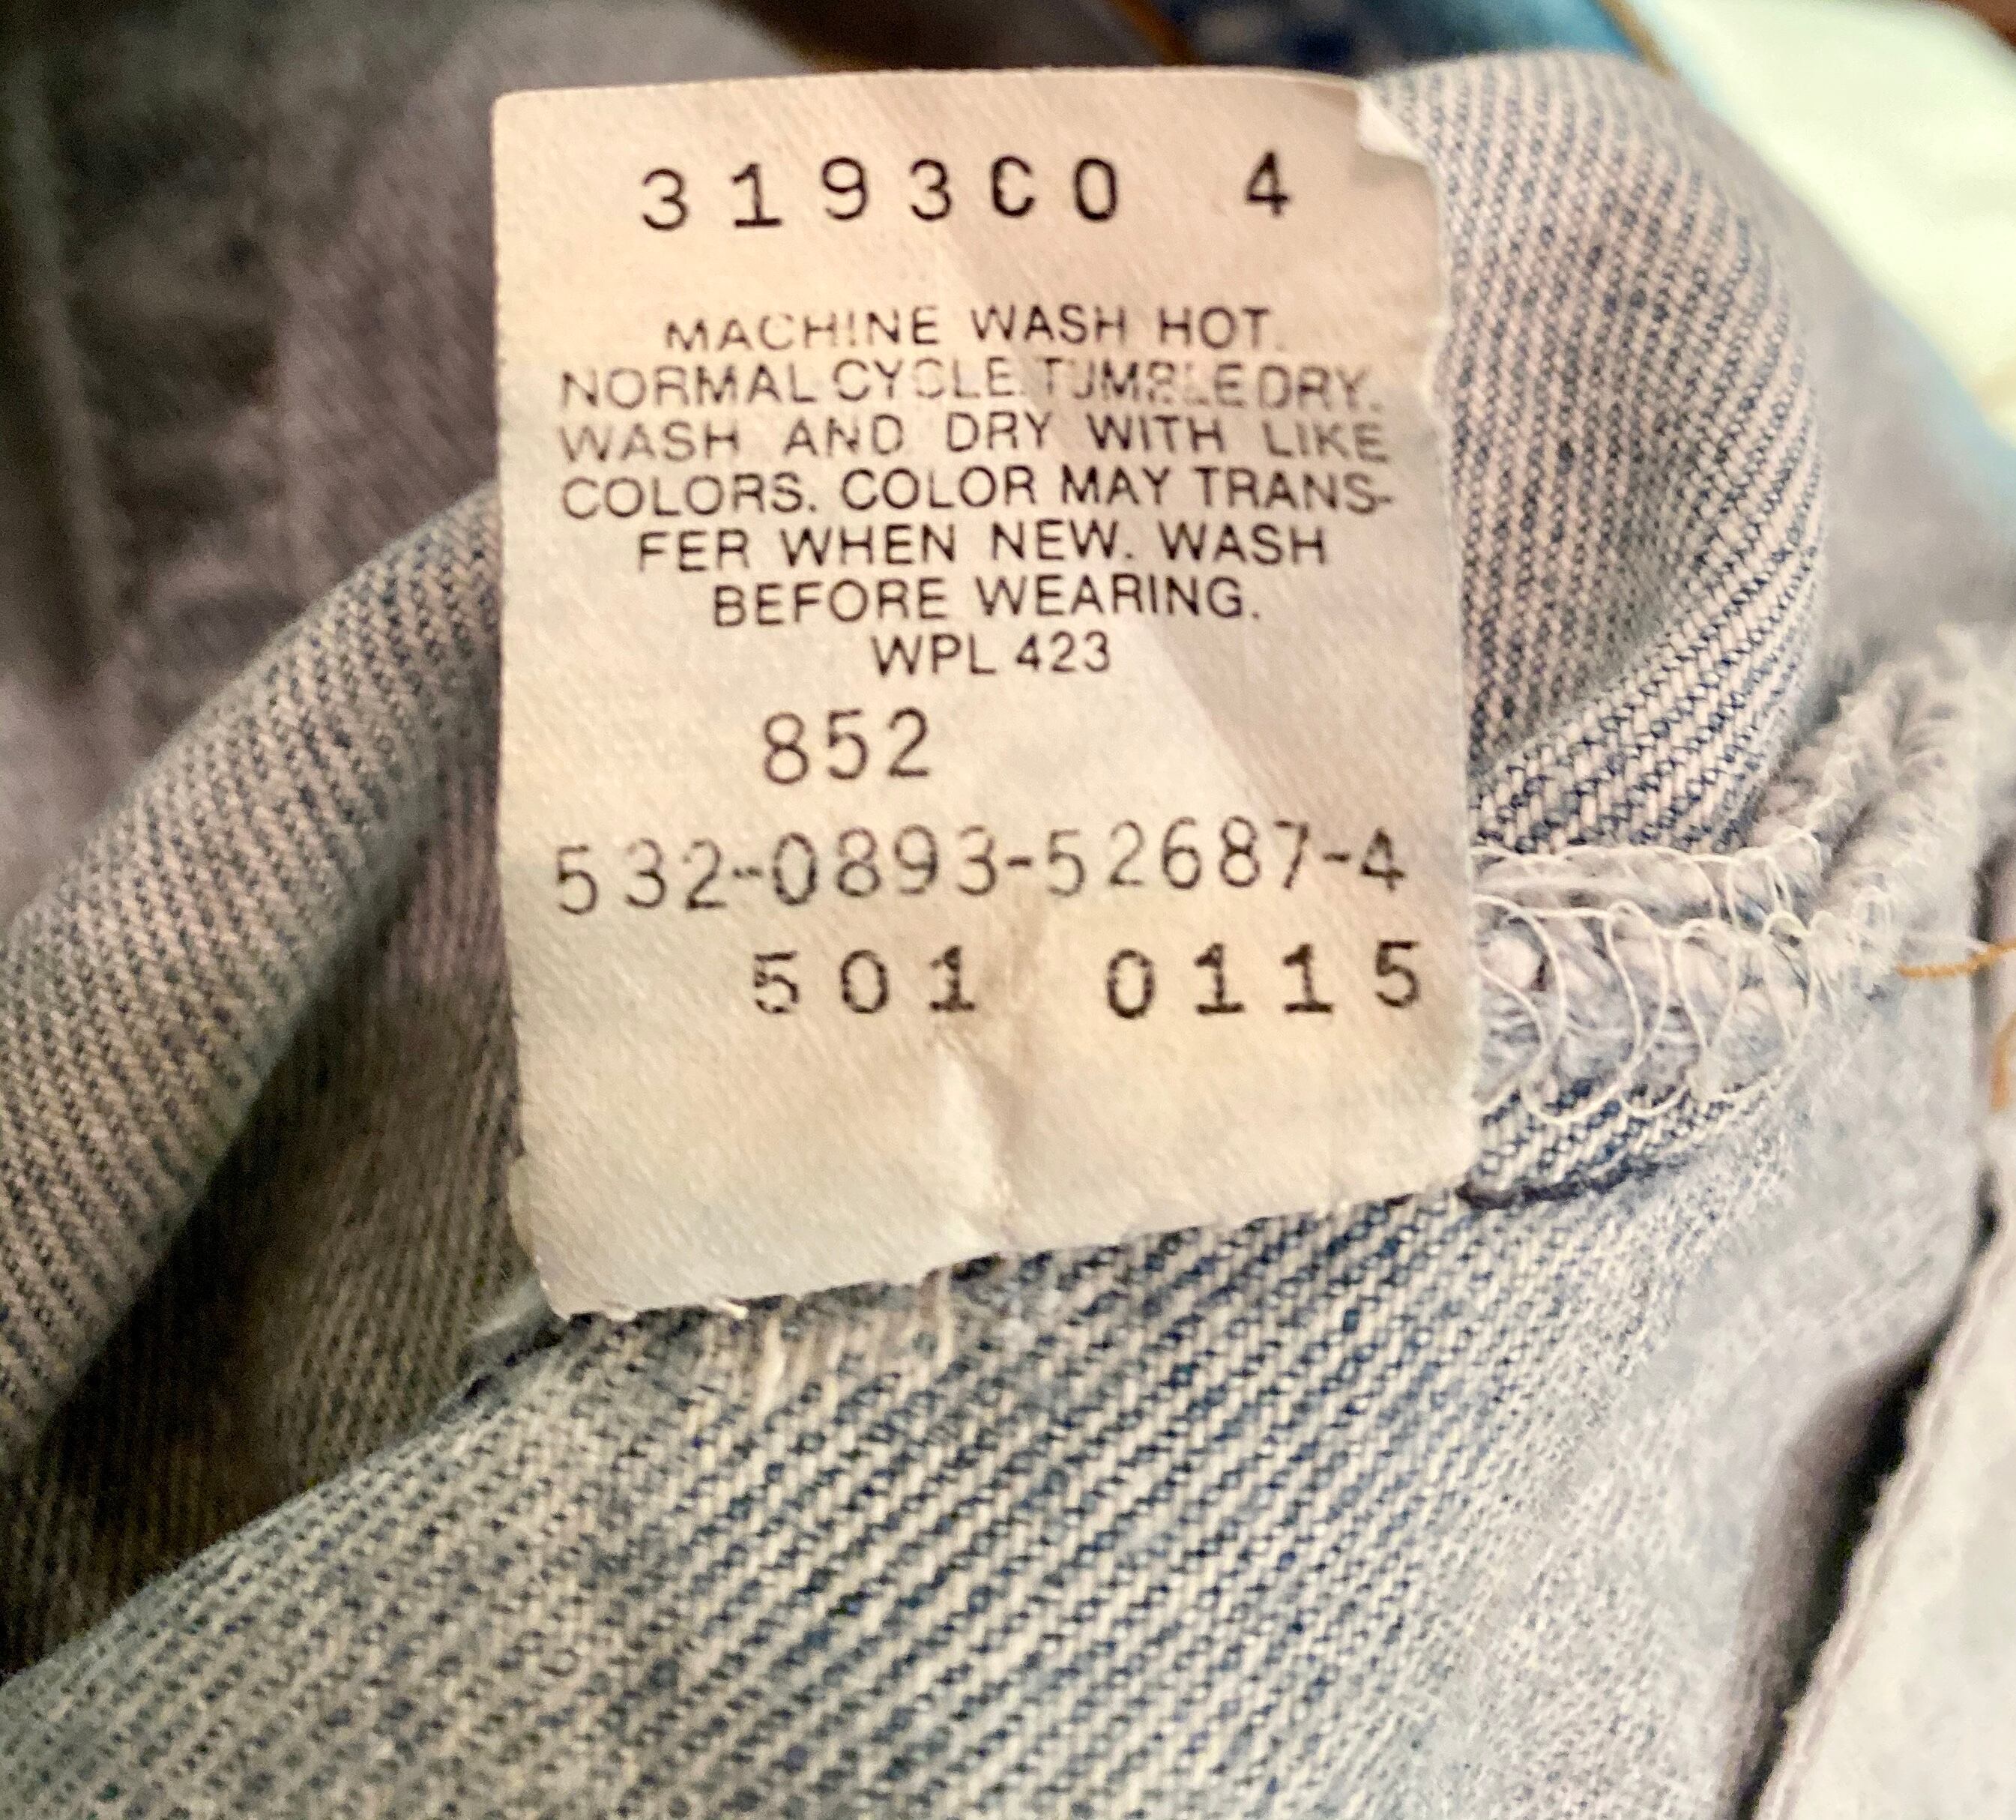 3193C0 4
MACHINE WASH HOT.
NORMAL CYCLE TUMBLE DRY.
WASH AND DRY WITH LIKE
COLORS. COLOR MAY TRANS-
FER WHEN NEW. WASH
BEFORE WEARING.
WPL 423
852
532-0893-52687-4
501 0115